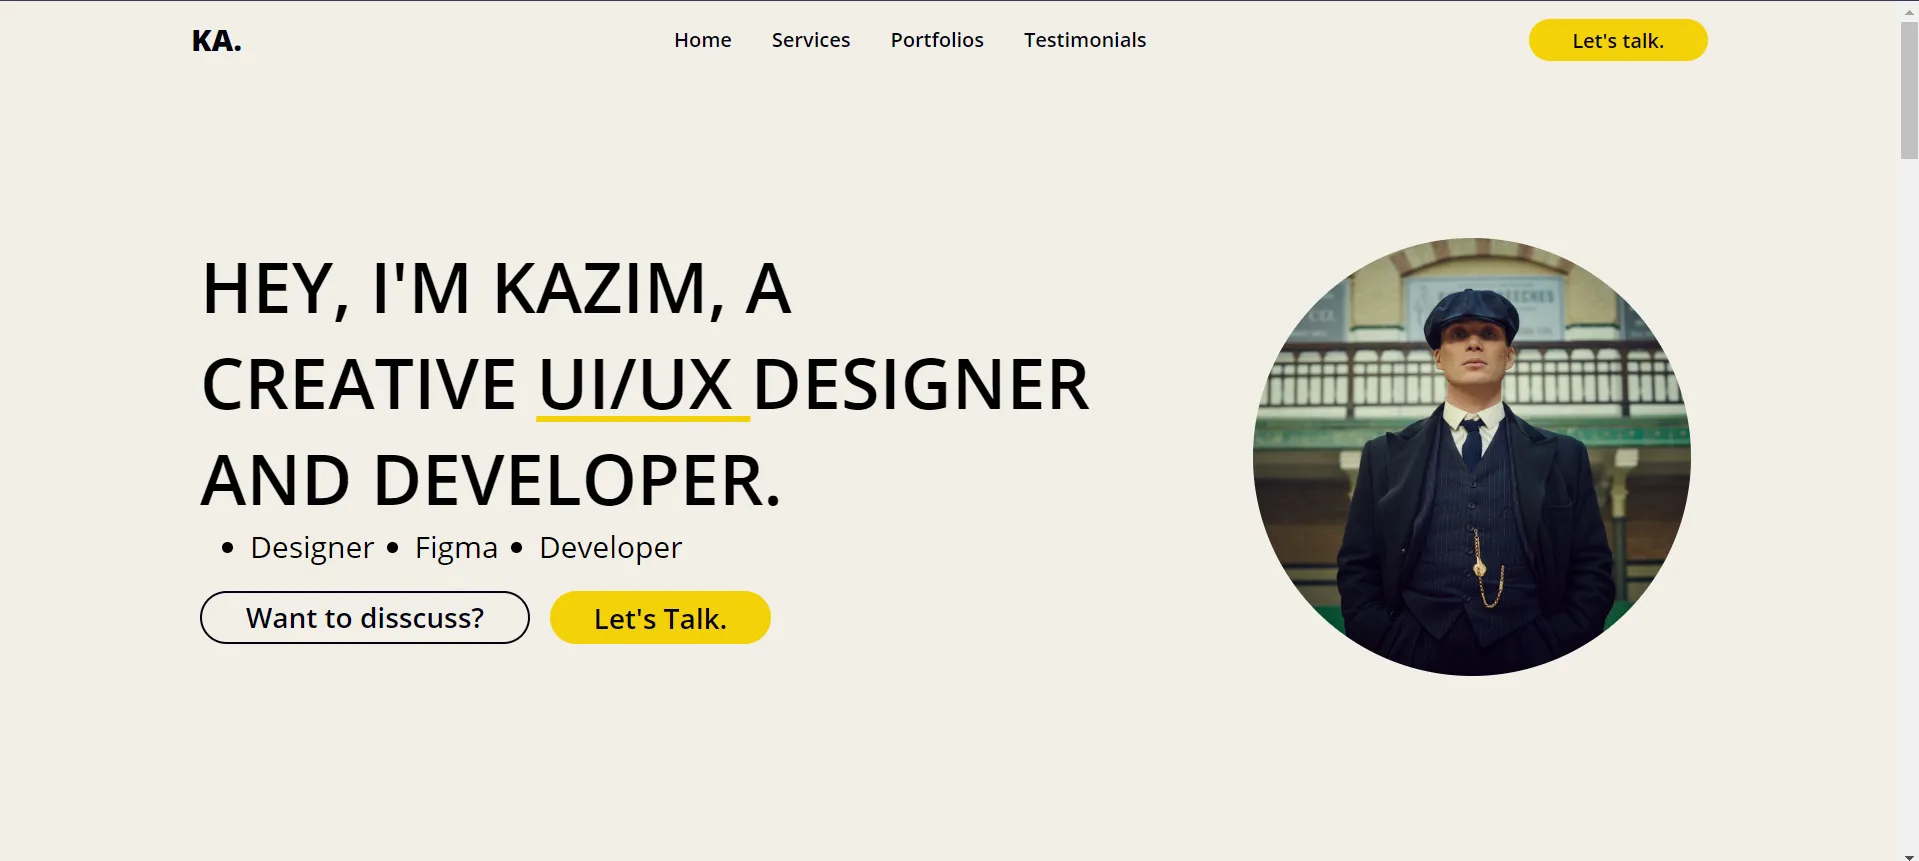 KA.
Home Services Portfolios Testimonials
Let's talk.
HEY, I'M KAZIM, A
CREATIVE UI/UX DESIGNER
AND DEVELOPER.
• Designer • Figma • Developer
Want to disscuss?
Let's Talk.